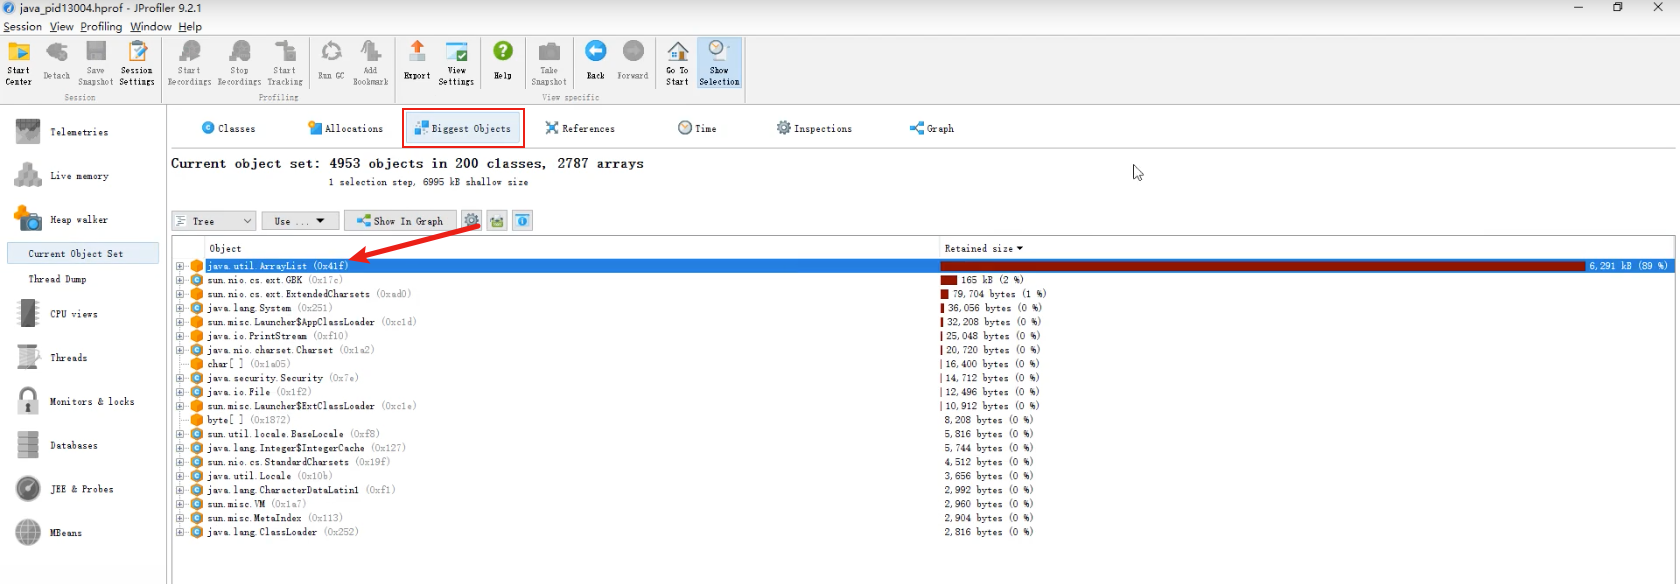 java_pid13004.hprof - JProfiler 9.2.1
Session View Profiling Window Help
Start Center
Detach
Save Snapshot
Session Settings
Start Recordings
Stop Recordings
Start Tracking
Run GC
Add Bookmark
Export
View Settings
Help
Take Snapshot
Back
Forward
Go To Start
Show Selection
Session
Profiling
View specific
Telemetries
Live memory
Heap walker
Current Object Set
Thread Dump
CPU views
Threads
Monitors & locks
Databases
JEE & Probes
MBeans
Classes
Allocations
Biggest Objects
References
Time
Inspections
Graph
Current object set: 4953 objects in 200 classes, 2787 arrays
1 selection step, 6995 kB shallow size
Tree
Use ...
Show In Graph
Object Retained size
java.util.ArrayList (0x41f) 6,291 kB (89 %)
sun.nio.cs.ext.GBK (0x17c) 165 kB (2 %)
sun.nio.cs.ext.ExtendedCharsets (0xad0) 79,704 bytes (1 %)
java.lang.System (0x251) 36,056 bytes (0 %)
sun.misc.Launcher$AppClassLoader (0xc1d) 32,208 bytes (0 %)
java.io.PrintStream (0xf10) 25,048 bytes (0 %)
java.nio.charset.Charset (0x1a2) 20,720 bytes (0 %)
char[ ] (0x1a05) 16,400 bytes (0 %)
java.security.Security (0x7e) 14,712 bytes (0 %)
java.io.File (0x1f2) 12,496 bytes (0 %)
sun.misc.Launcher$ExtClassLoader (0xc1e) 10,912 bytes (0 %)
byte[ ] (0x1872) 8,208 bytes (0 %)
sun.util.locale.BaseLocale (0xf8) 5,816 bytes (0 %)
java.lang.Integer$IntegerCache (0x127) 5,744 bytes (0 %)
sun.nio.cs.StandardCharsets (0x19f) 4,512 bytes (0 %)
java.util.Locale (0x10b) 3,656 bytes (0 %)
java.lang.CharacterDataLatin1 (0xf1) 2,992 bytes (0 %)
sun.misc.VM (0x1a7) 2,960 bytes (0 %)
sun.misc.MetaIndex (0x113) 2,904 bytes (0 %)
java.lang.ClassLoader (0x252) 2,816 bytes (0 %)